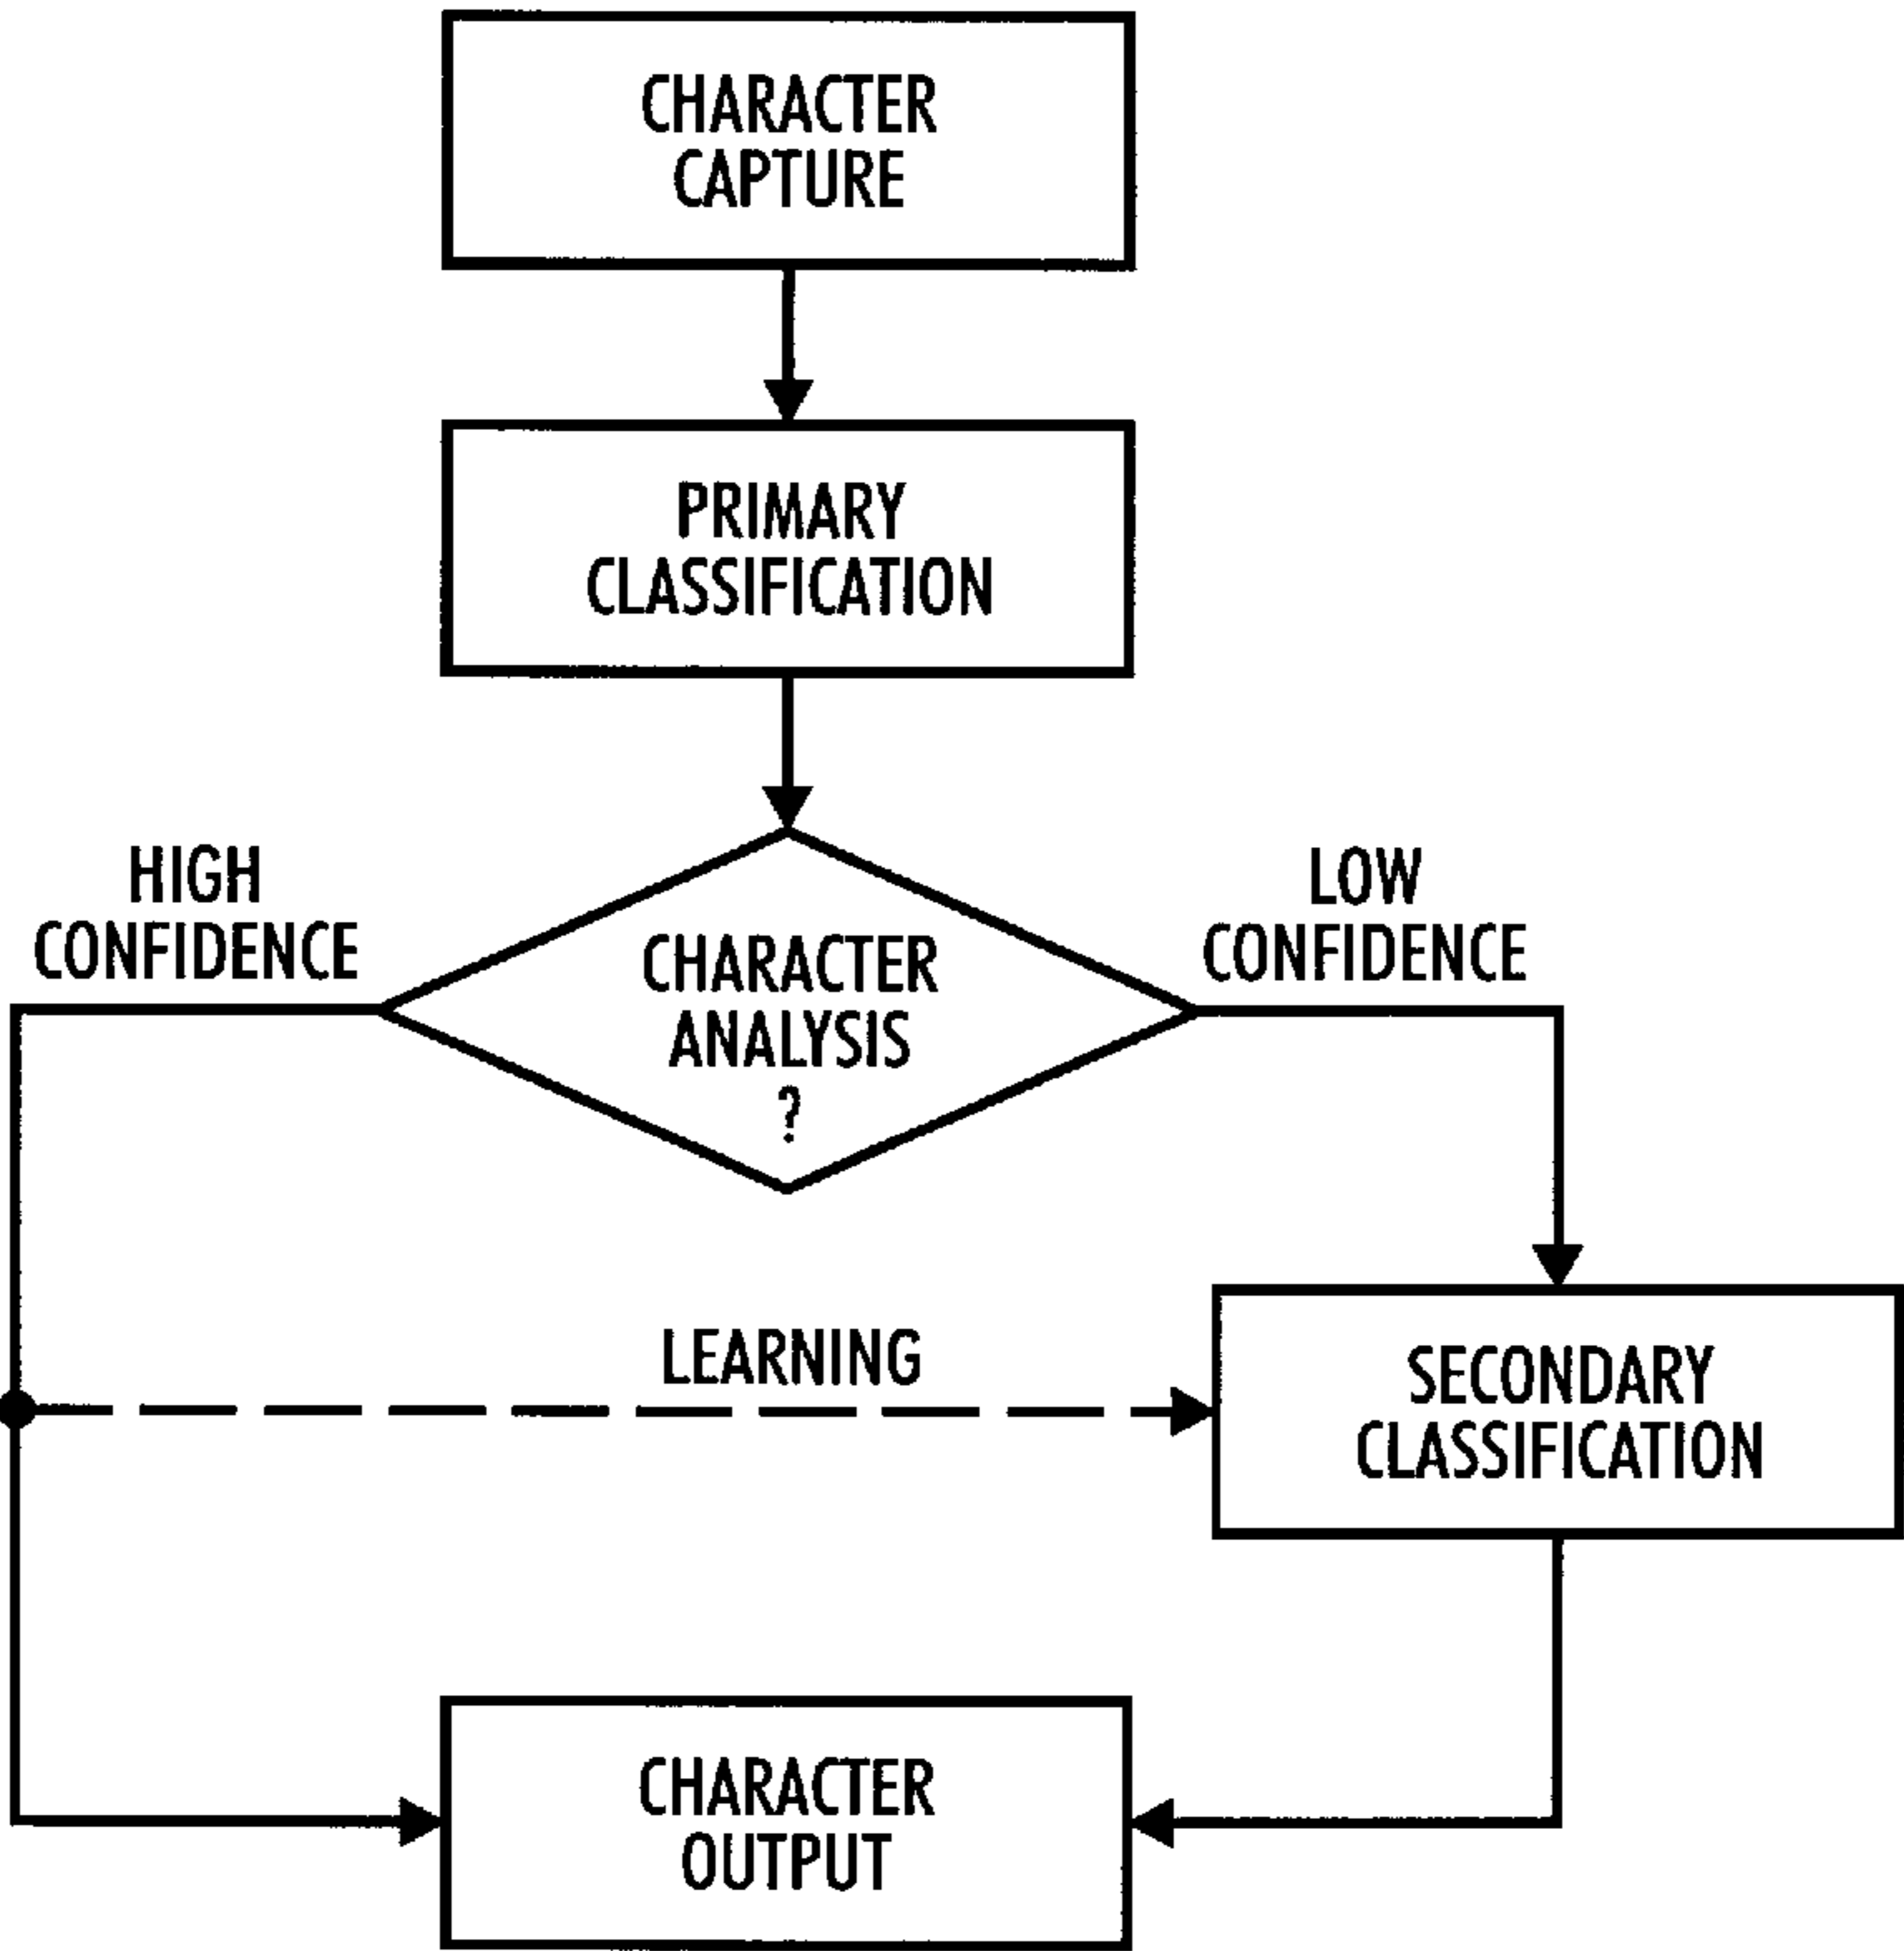 CHARACTER
CAPTURE
PRIMARY
CLASSIFICATION
HIGH
CONFIDENCE
CHARACTER
ANALYSIS
?
LOW
CONFIDENCE
LEARNING
SECONDARY
CLASSIFICATION
CHARACTER
OUTPUT